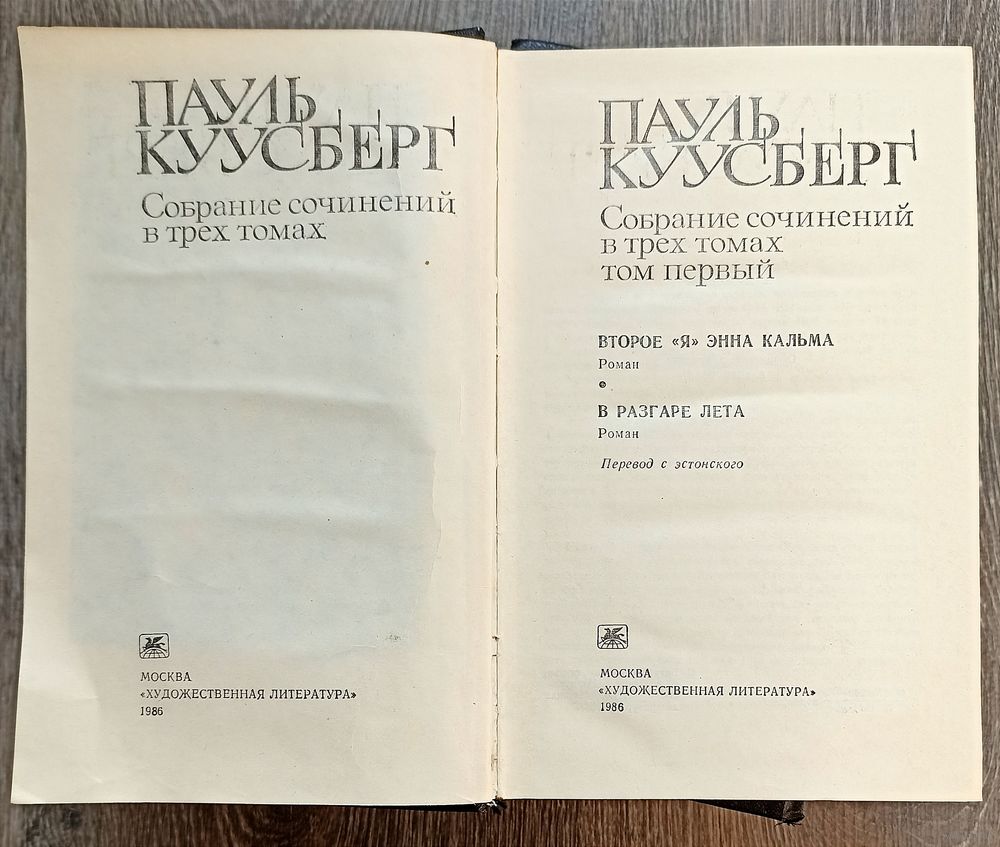 ПАУЛЬ
КУУСБЕРГ
Собрание сочинений
в трех томах
МОСКВА
«ХУДОЖЕСТВЕННАЯ ЛИТЕРАТУРА»
1986
ПАУЛЬ
КУУСБЕРГ
Собрание сочинений
в трех томах
том первый
ВТОРОЕ «Я» ЭННА КАЛЬМА
Роман
В РАЗГАРЕ ЛЕТА
Роман
Перевод с эстонского
МОСКВА
«ХУДОЖЕСТВЕННАЯ ЛИТЕРАТУРА»
1986